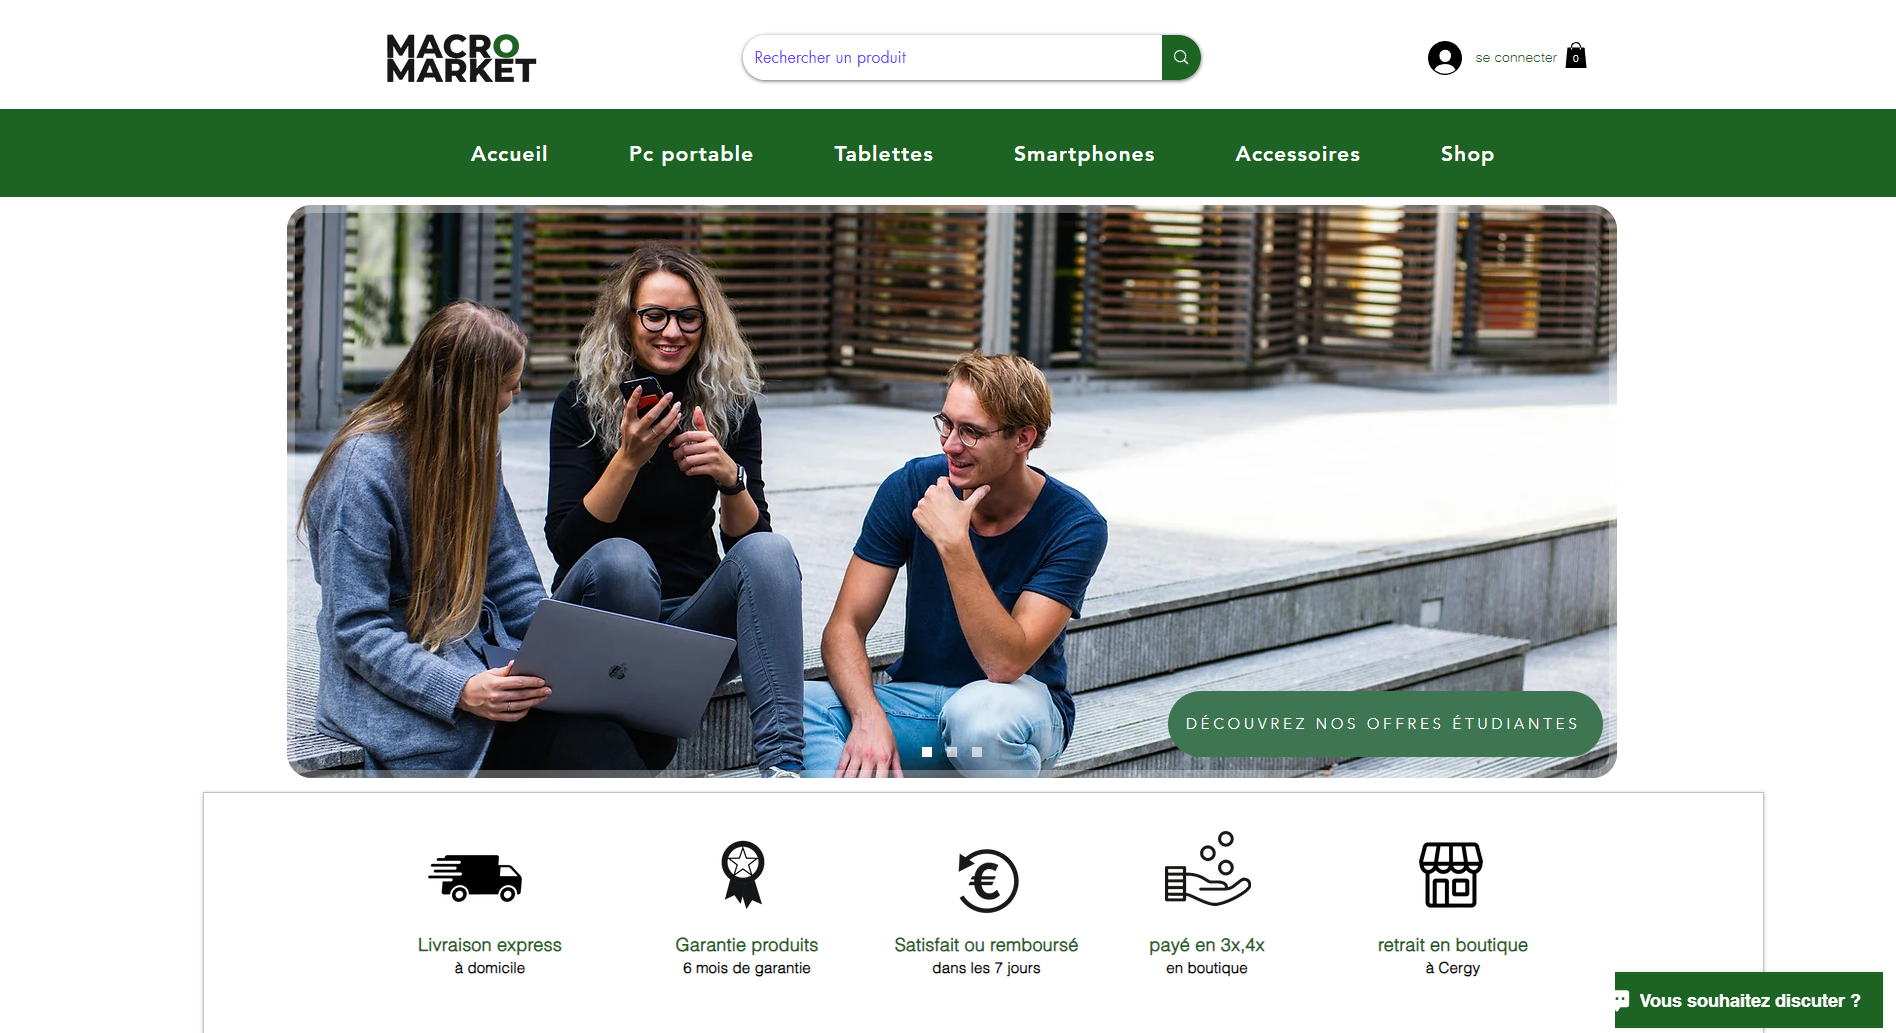 MACRO
MARKET
Rechercher un produit
se connecter
0
Accueil
Pc portable
Tablettes
Smartphones
Accessoires
Shop
DÉCOUVREZ NOS OFFRES ÉTUDIANTES
Livraison express
à domicile
Garantie produits
6 mois de garantie
€
Satisfait ou remboursé
dans les 7 jours
payé en 3x,4x
en boutique
retrait en boutique
à Cergy
Vous souhaitez discuter ?